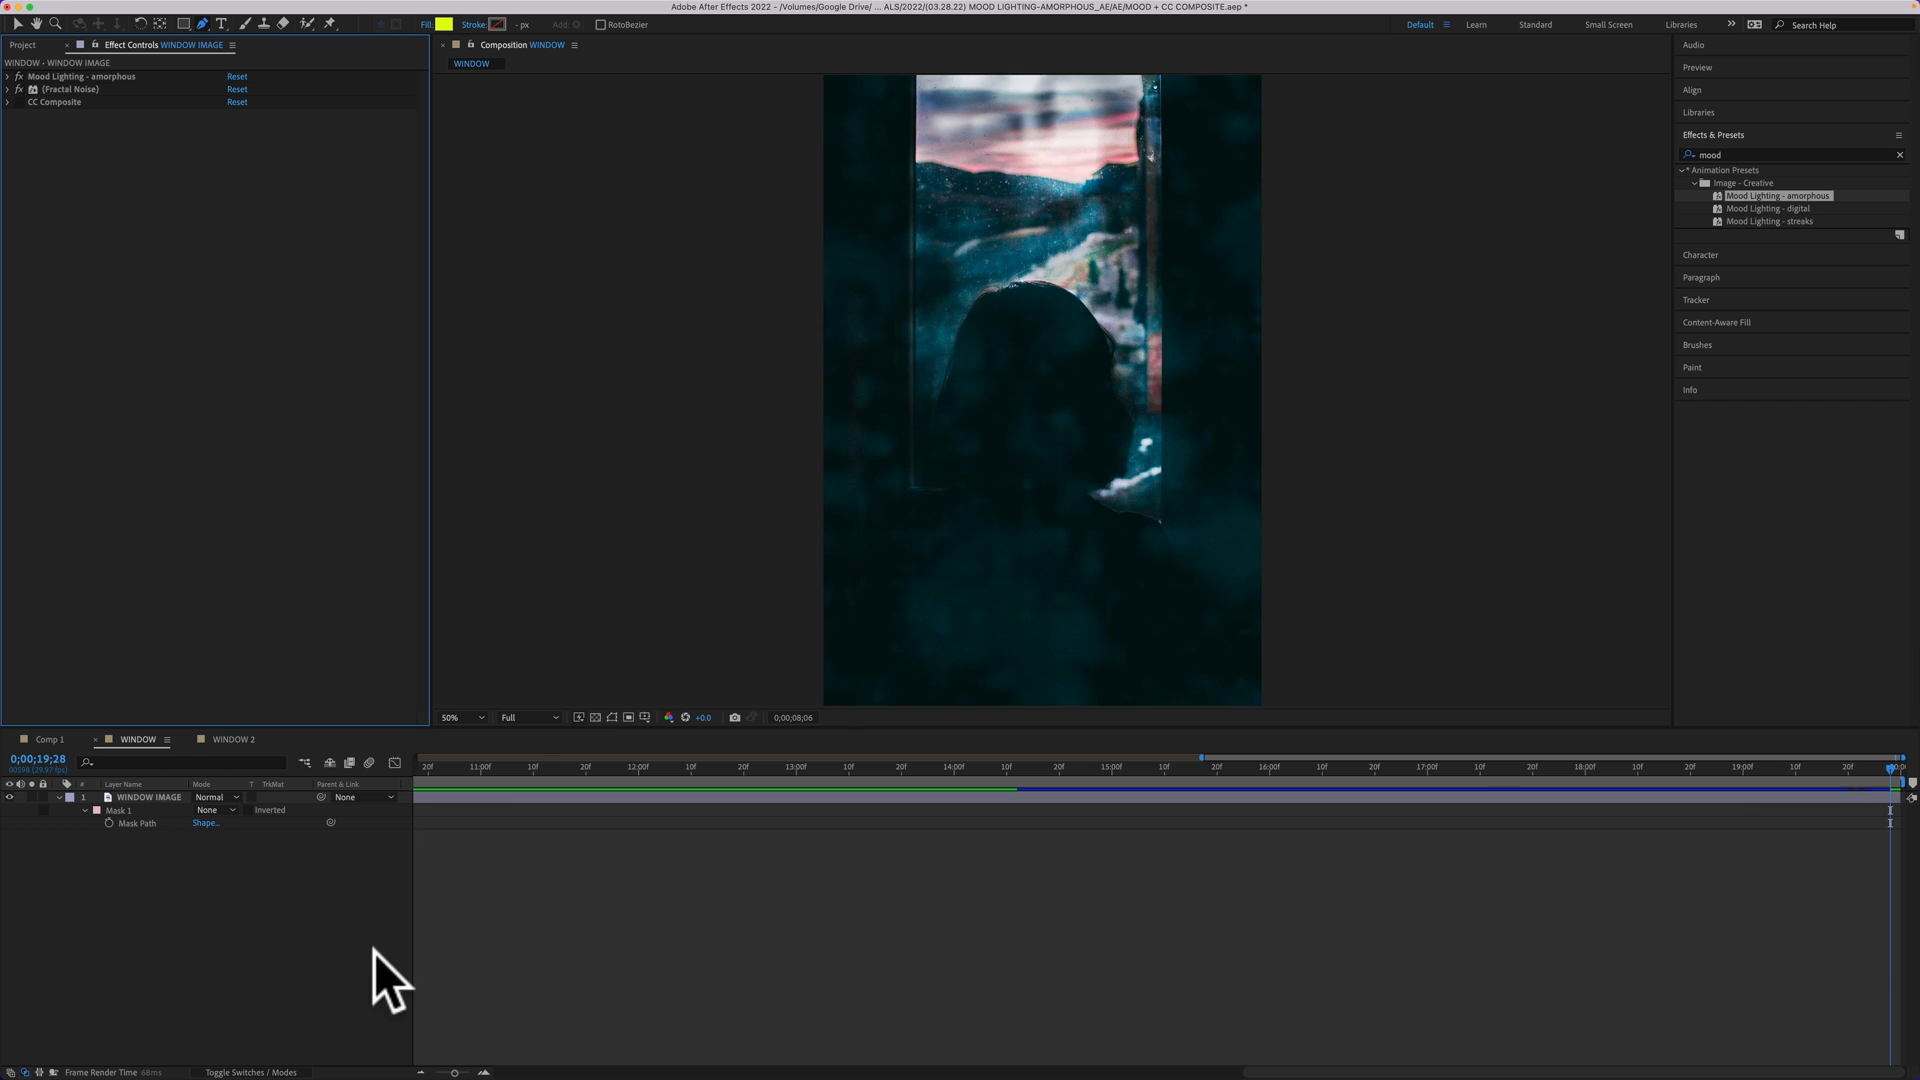 Adobe After Effects 2022 - /Volumes/Google Drive/ ... ALS/2022/(03.28.22) MOOD LIGHTING-AMORPHOUS_AE/AE/MOOD + CC COMPOSITE.aep *
Fill: Stroke: - px Add: RotoBezier Default Learn Standard Small Screen Libraries Search Help
Project Effect Controls WINDOW IMAGE
Composition WINDOW
WINDOW - WINDOW IMAGE
WINDOW
fx Mood Lighting - amorphous Reset
fx (Fractal Noise) Reset
CC Composite Reset
Audio
Preview
Align
Libraries
Effects & Presets
mood
* Animation Presets
Image - Creative
Mood Lighting - amorphous
Mood Lighting - digital
Mood Lighting - streaks
Character
Paragraph
Tracker
Content-Aware Fill
Brushes
Paint
Info
50% Full +0.0 0;00;08;06
Comp 1 WINDOW WINDOW 2
0;00;19;28
00598 (29.97 fps)
20f 11:00f 10f 20f 12:00f 10f 20f 13:00f 10f 20f 14:00f 10f 20f 15:00f 10f 20f 16:00f 10f 20f 17:00f 10f 20f 18:00f 10f 20f 19:00f 10f 20f
# Layer Name Mode T TrkMat Parent & Link
1 WINDOW IMAGE Normal None
Mask 1 None Inverted
Mask Path Shape...
Frame Render Time 68ms Toggle Switches / Modes